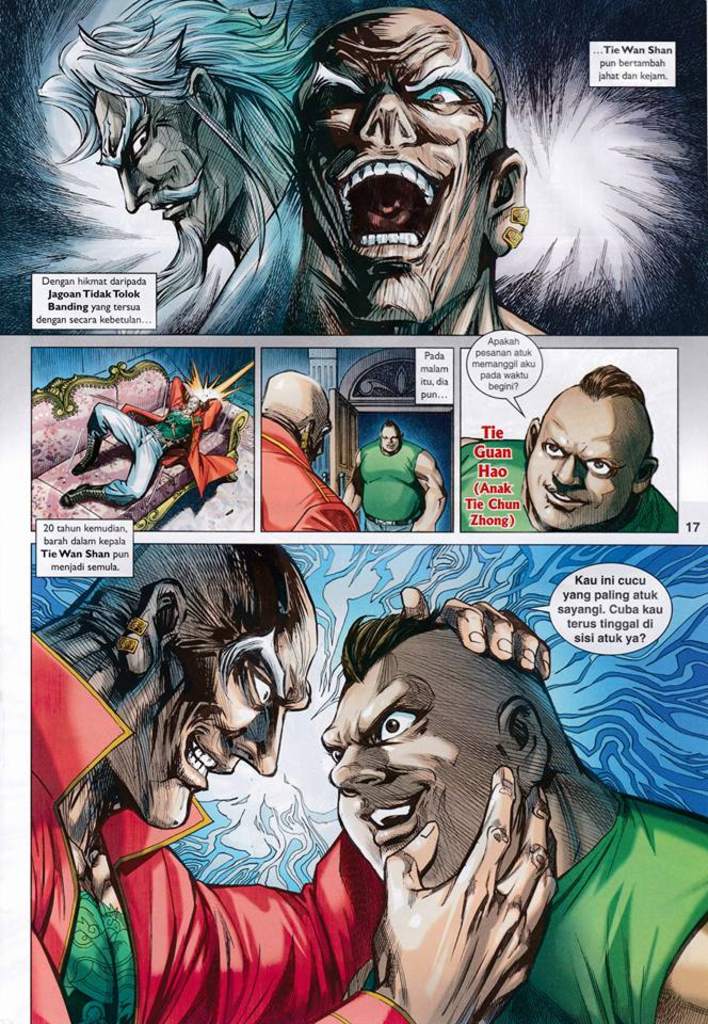 ...Tie Wan Shan
pun bertambah
jahat dan kejam.
Dengan hikmat daripada
Jagoan Tidak Tolok
Banding yang tersua
dengan secara kebetulan...
Pada
malam
itu, dia
pun...
Apakah
pesanan atuk
memanggil aku
pada waktu
begini?
Tie
Guan
Hao
(Anak
Tie Chun
Zhong)
17
20 tahun kemudian,
barah dalam kepala
Tie Wan Shan pun
menjadi semula.
Kau ini cucu
yang paling atuk
sayangi. Cuba kau
terus tinggal di
sisi atuk ya?